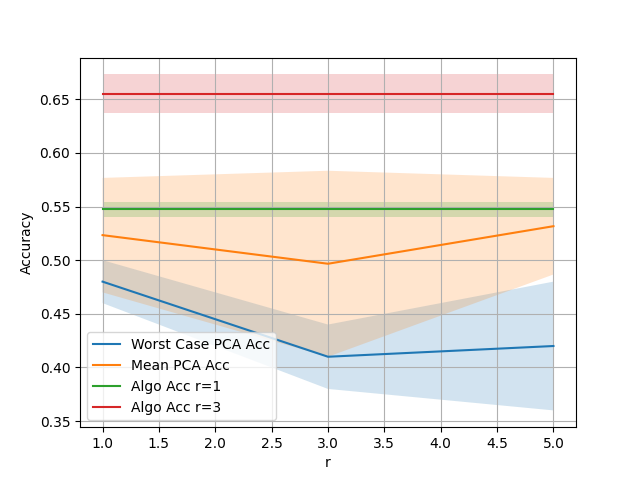 0.65
0.60
0.55
0.50
0.45
0.40
0.35
Accuracy
Worst Case PCA Acc
Mean PCA Acc
Algo Acc r=1
Algo Acc r=3
1.0 1.5 2.0 2.5 3.0 3.5 4.0 4.5 5.0
r